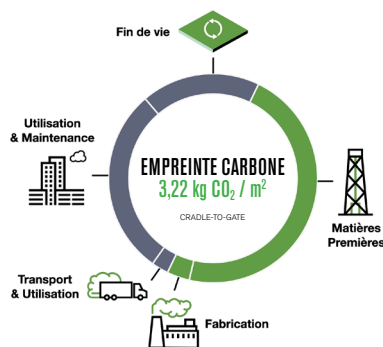 Fin de vie
Utilisation
& Maintenance
EMPREINTE CARBONE
3,22 kg CO₂ / m²
CRADLE-TO-GATE
Matières
Premières
Transport
& Utilisation
Fabrication